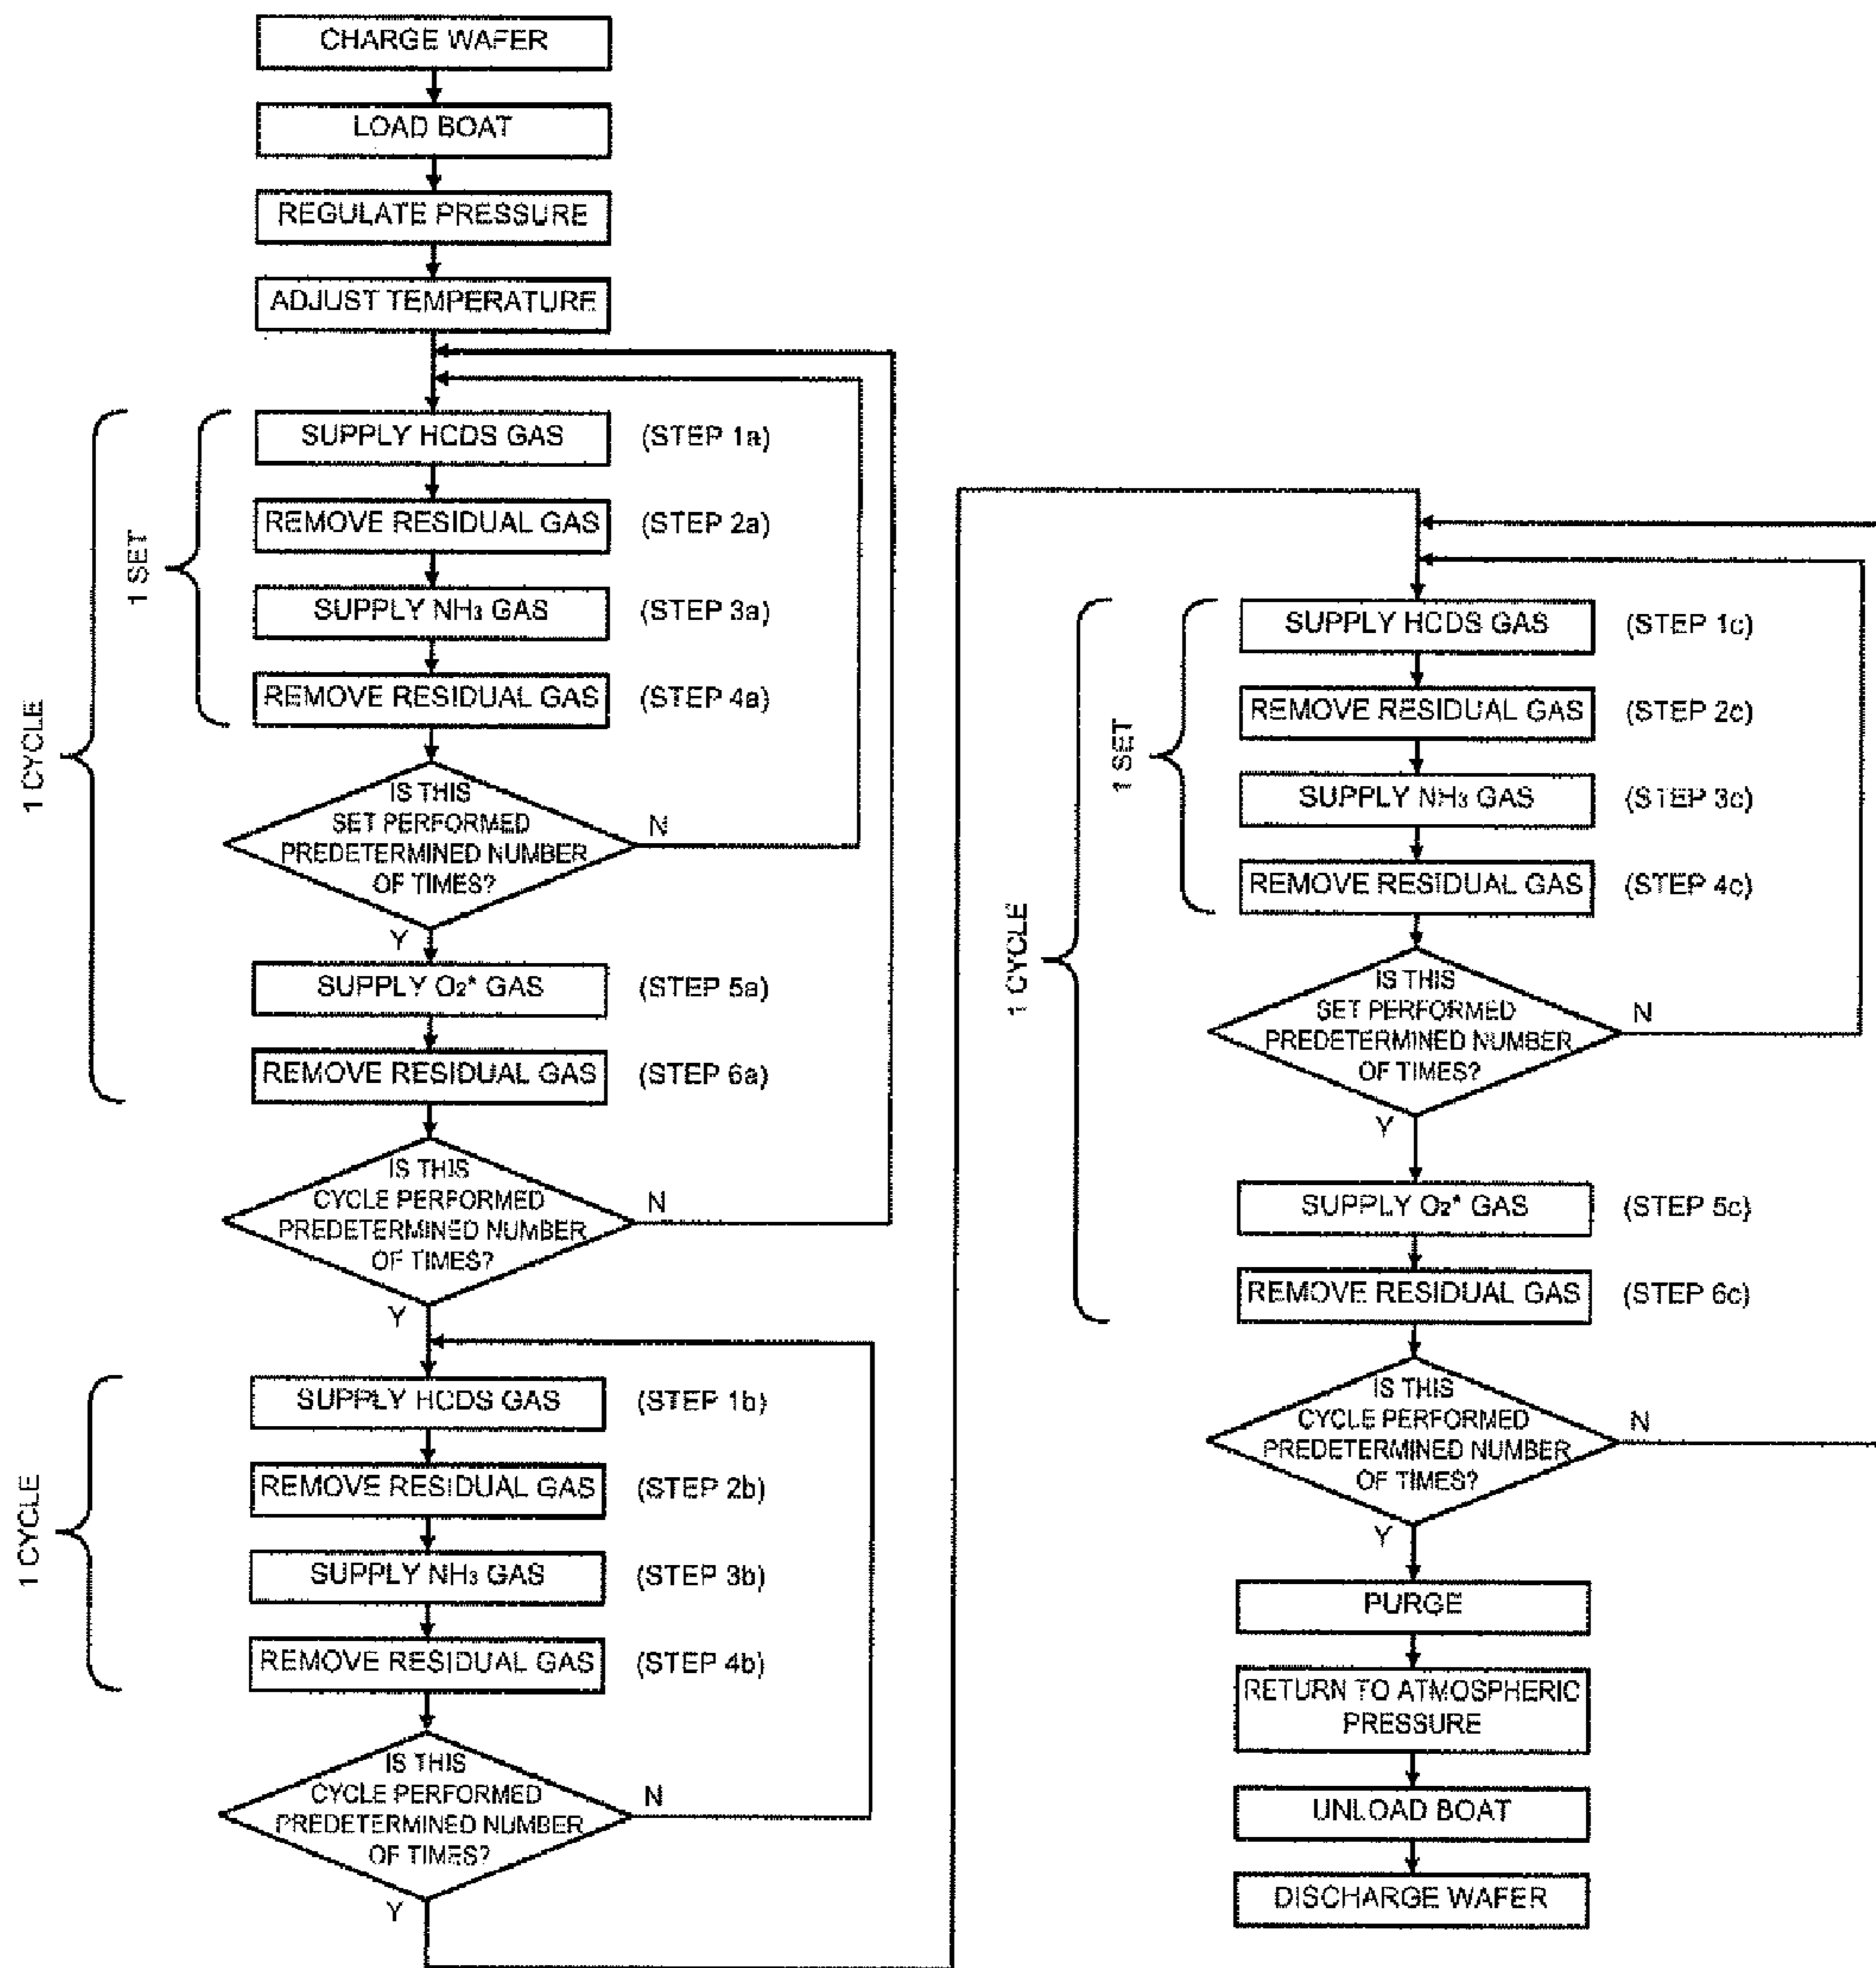 CHARGE WAFER
LOAD BOAT
REGULATE PRESSURE
ADJUST TEMPERATURE
1 CYCLE
1 SET
SUPPLY HCDS GAS (STEP 1a)
REMOVE RESIDUAL GAS (STEP 2a)
SUPPLY NH₃ GAS (STEP 3a)
REMOVE RESIDUAL GAS (STEP 4a)
IS THIS
SET PERFORMED
PREDETERMINED NUMBER
OF TIMES?
N
Y
SUPPLY O₂* GAS (STEP 5a)
REMOVE RESIDUAL GAS (STEP 6a)
IS THIS
CYCLE PERFORMED
PREDETERMINED NUMBER
OF TIMES?
N
Y
1 CYCLE
SUPPLY HCDS GAS (STEP 1b)
REMOVE RESIDUAL GAS (STEP 2b)
SUPPLY NH₃ GAS (STEP 3b)
REMOVE RESIDUAL GAS (STEP 4b)
IS THIS
CYCLE PERFORMED
PREDETERMINED NUMBER
OF TIMES?
N
Y
1 CYCLE
1 SET
SUPPLY HCDS GAS (STEP 1c)
REMOVE RESIDUAL GAS (STEP 2c)
SUPPLY NH₃ GAS (STEP 3c)
REMOVE RESIDUAL GAS (STEP 4c)
IS THIS
SET PERFORMED
PREDETERMINED NUMBER
OF TIMES?
N
Y
SUPPLY O₂* GAS (STEP 5c)
REMOVE RESIDUAL GAS (STEP 6c)
IS THIS
CYCLE PERFORMED
PREDETERMINED NUMBER
OF TIMES?
N
Y
PURGE
RETURN TO ATMOSPHERIC
PRESSURE
UNLOAD BOAT
DISCHARGE WAFER